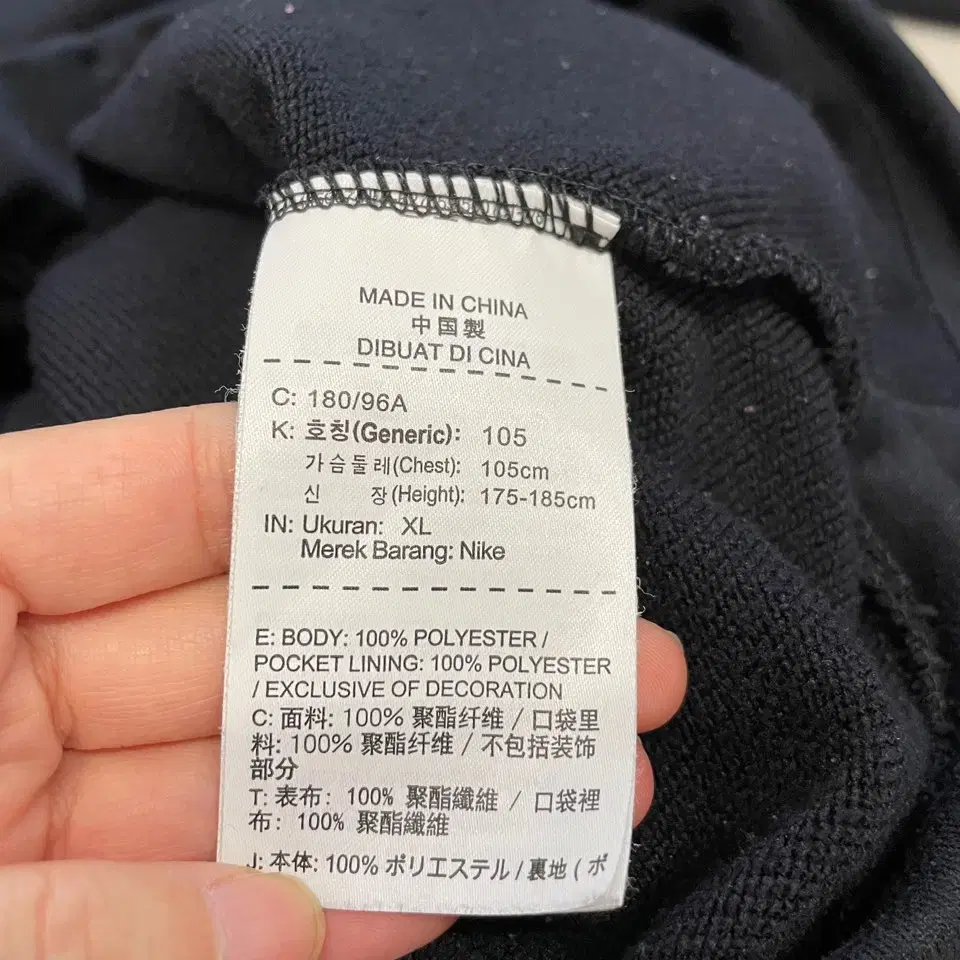 MADE IN CHINA
中国製
DIBUAT DI CINA
C: 180/96A
K: 호칭(Generic): 105
가슴둘레(Chest): 105cm
신 장(Height): 175-185cm
IN: Ukuran: XL
Merek Barang: Nike
E: BODY: 100% POLYESTER /
POCKET LINING: 100% POLYESTER
/ EXCLUSIVE OF DECORATION
C: 面料: 100% 聚酯纤维 / 口袋里
料: 100% 聚酯纤维 / 不包括装饰
部分
T: 表布: 100% 聚酯纖維 / 口袋裡
布: 100% 聚酯纖維
J: 本体: 100% ポリエステル / 裏地 ( ポ